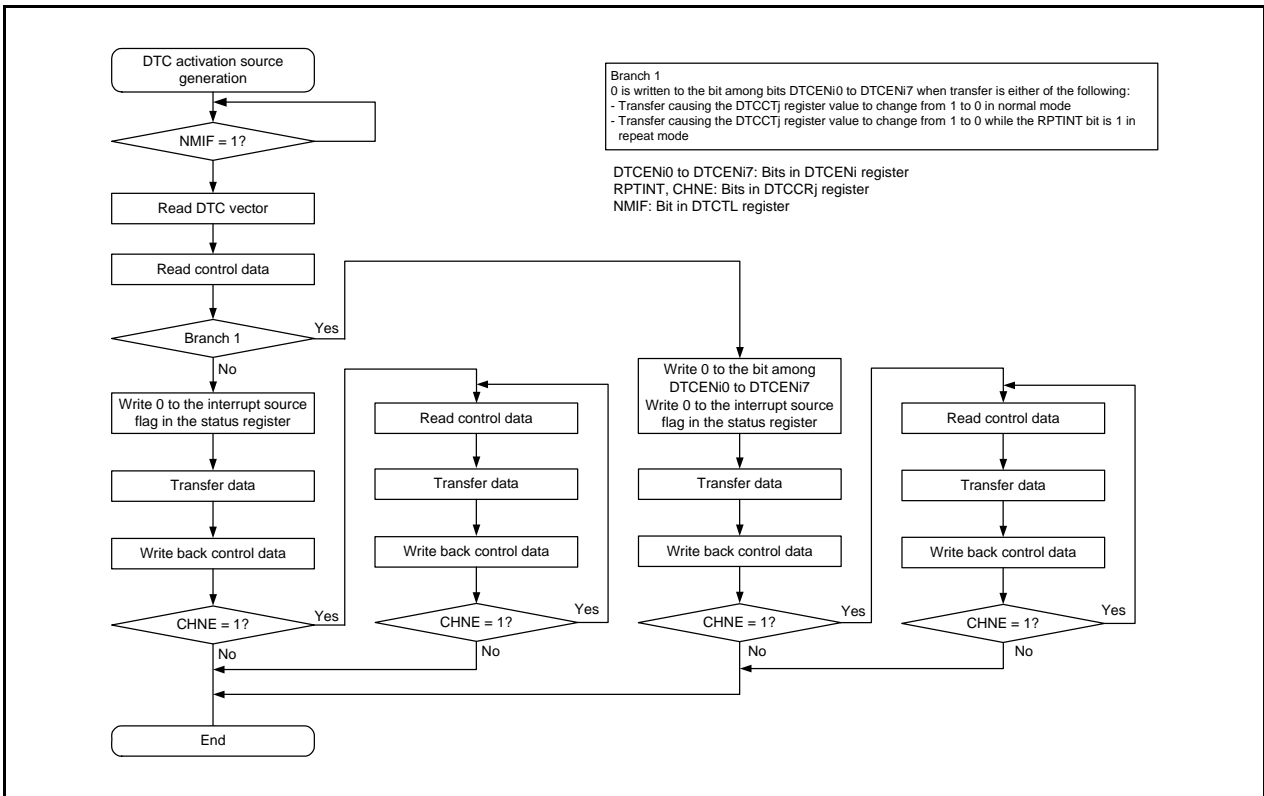 DTC activation source
generation
NMIF = 1?
Read DTC vector
Read control data
Branch 1
Yes
No
Write 0 to the interrupt source
flag in the status register
Transfer data
Write back control data
CHNE = 1?
Yes
No
Read control data
Transfer data
Write back control data
CHNE = 1?
Yes
No
Write 0 to the bit among
DTCENi0 to DTCENi7
Write 0 to the interrupt source
flag in the status register
Transfer data
Write back control data
CHNE = 1?
Yes
No
Read control data
Transfer data
Write back control data
CHNE = 1?
Yes
No
End
Branch 1
0 is written to the bit among bits DTCENi0 to DTCENi7 when transfer is either of the following:
- Transfer causing the DTCCTj register value to change from 1 to 0 in normal mode
- Transfer causing the DTCCTj register value to change from 1 to 0 while the RPTINT bit is 1 in
repeat mode
DTCENi0 to DTCENi7: Bits in DTCENi register
RPTINT, CHNE: Bits in DTCCRj register
NMIF: Bit in DTCTL register